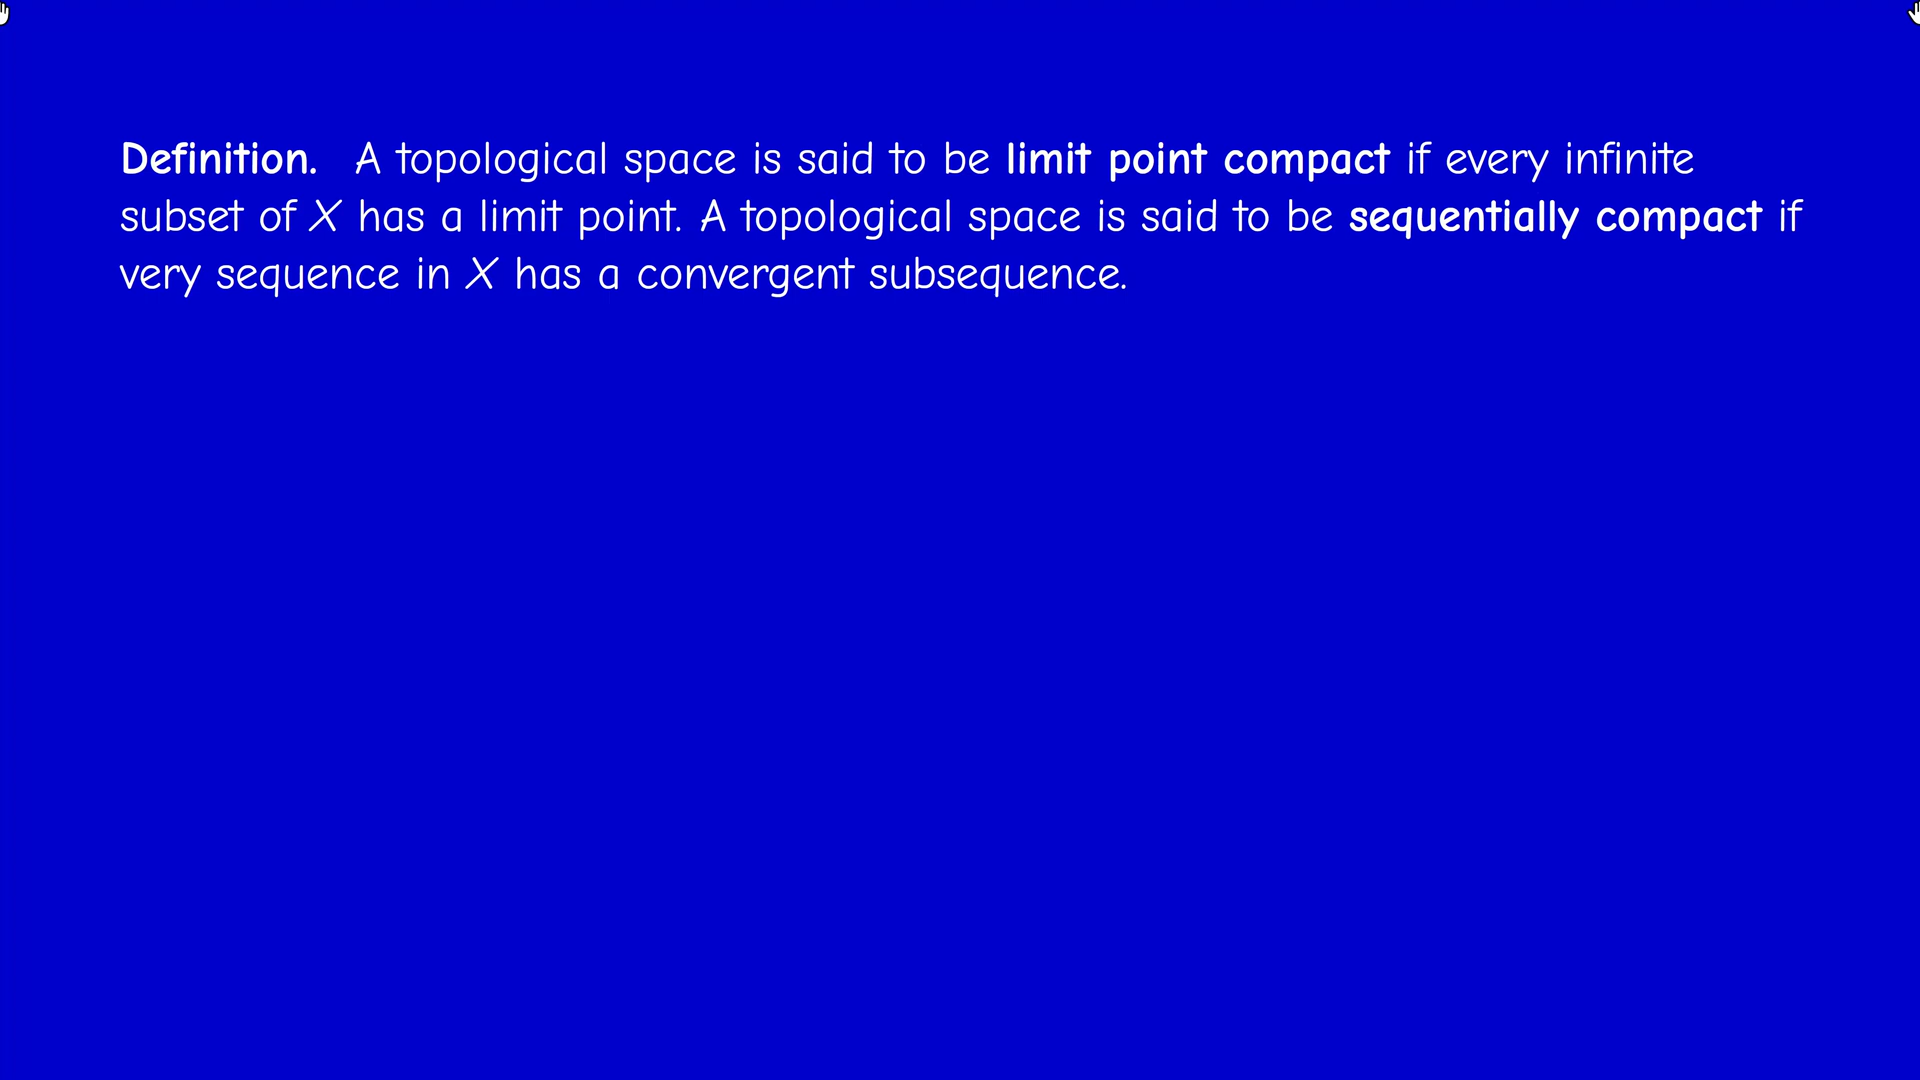 Definition. A topological space is said to be limit point compact if every infinite
subset of X has a limit point. A topological space is said to be sequentially compact if
very sequence in X has a convergent subsequence.